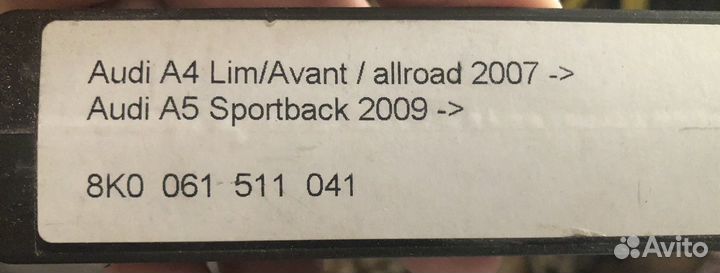 Audi A4 Lim/Avant / allroad 2007 ->
Audi A5 Sportback 2009 ->
8K0 061 511 041
Avito